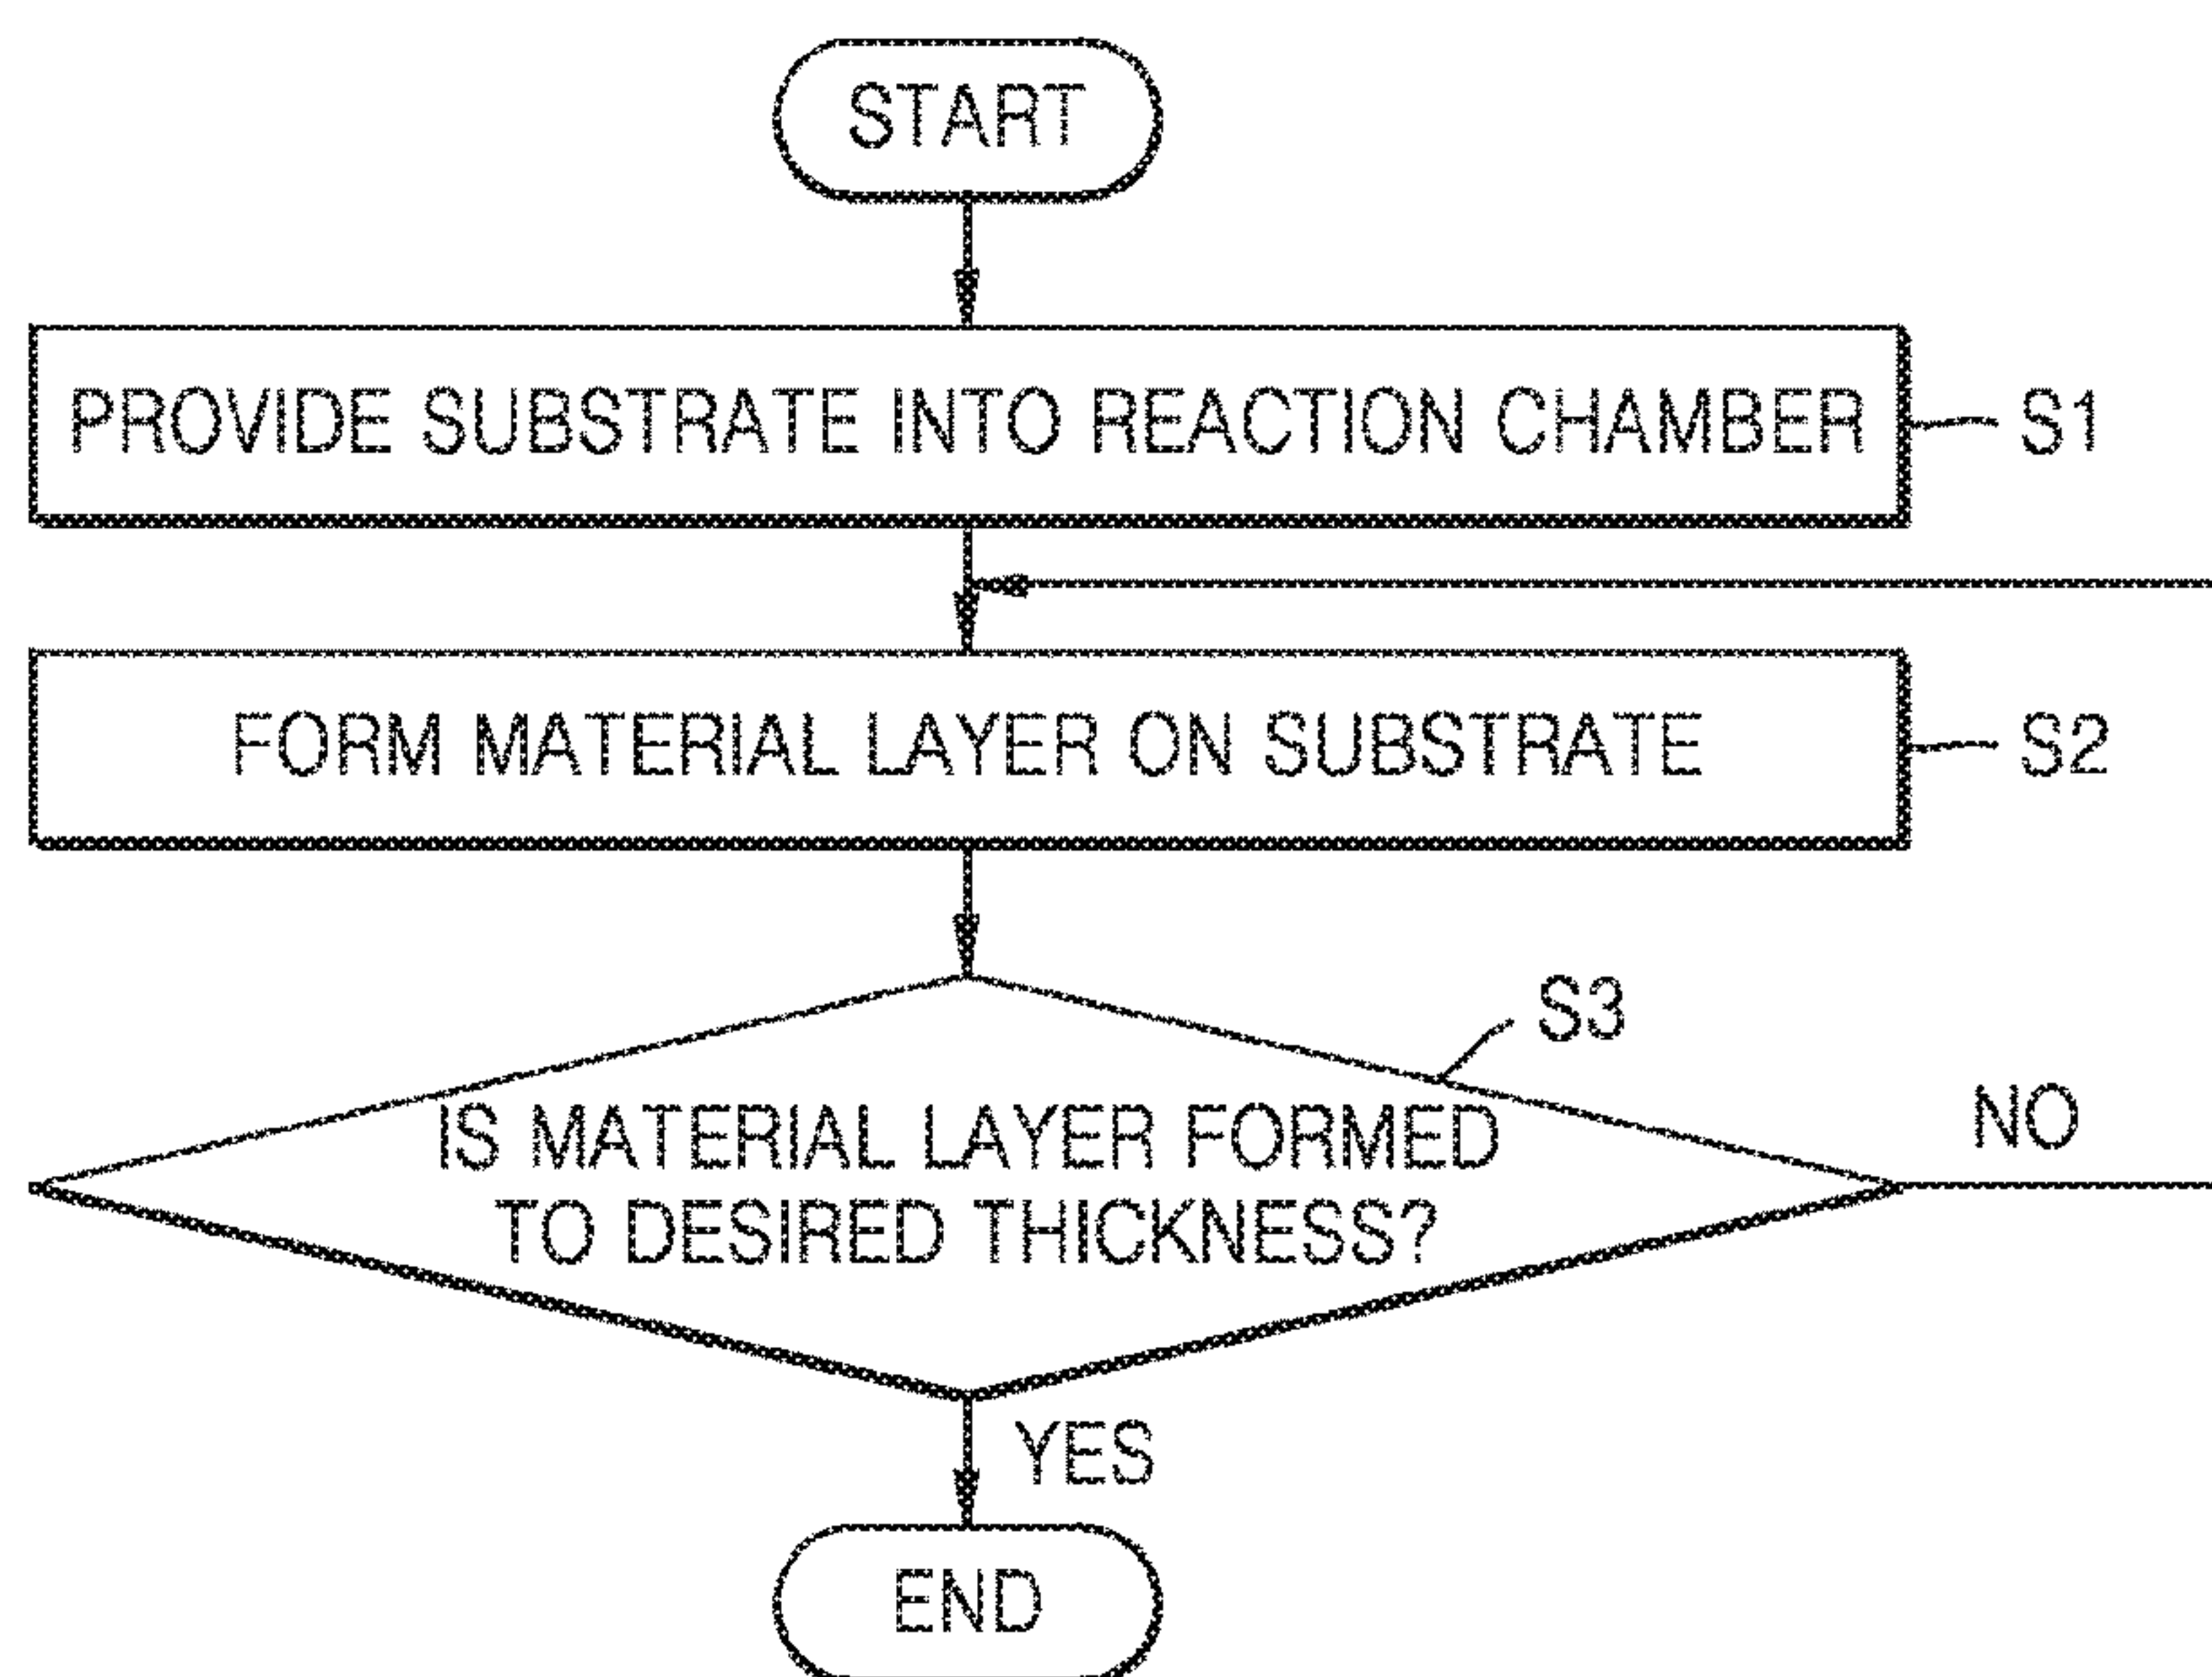 START
PROVIDE SUBSTRATE INTO REACTION CHAMBER
S1
FORM MATERIAL LAYER ON SUBSTRATE
S2
S3
IS MATERIAL LAYER FORMED
TO DESIRED THICKNESS?
NO
YES
END